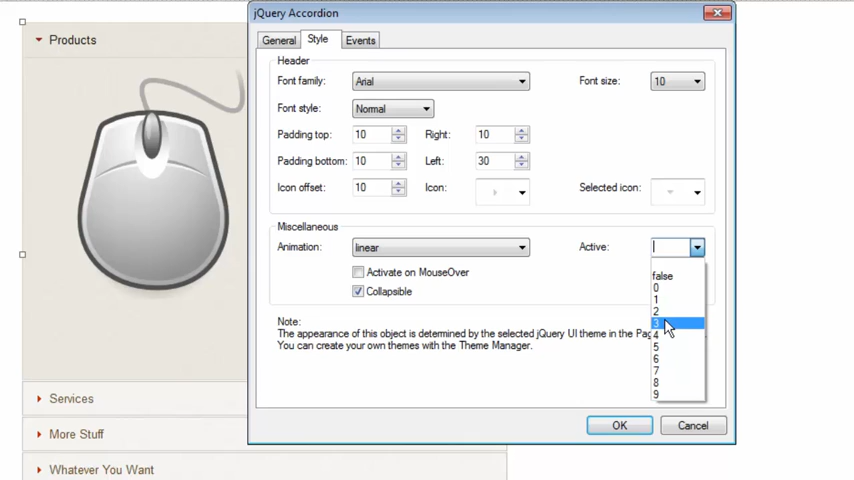 jQuery Accordion
General Style Events
Products
Header
Font family: Arial Font size: 10
Font style: Normal
Padding top: 10 Right: 10
Padding bottom: 10 Left: 30
Icon offset: 10 Icon: Selected icon:
Miscellaneous
Animation: linear Active:
Activate on MouseOver
Collapsible
false
0
1
2
3
4
5
6
7
8
9
Note:
The appearance of this object is determined by the selected jQuery UI theme in the
You can create your own themes with the Theme Manager.
OK Cancel
Services
More Stuff
Whatever You Want